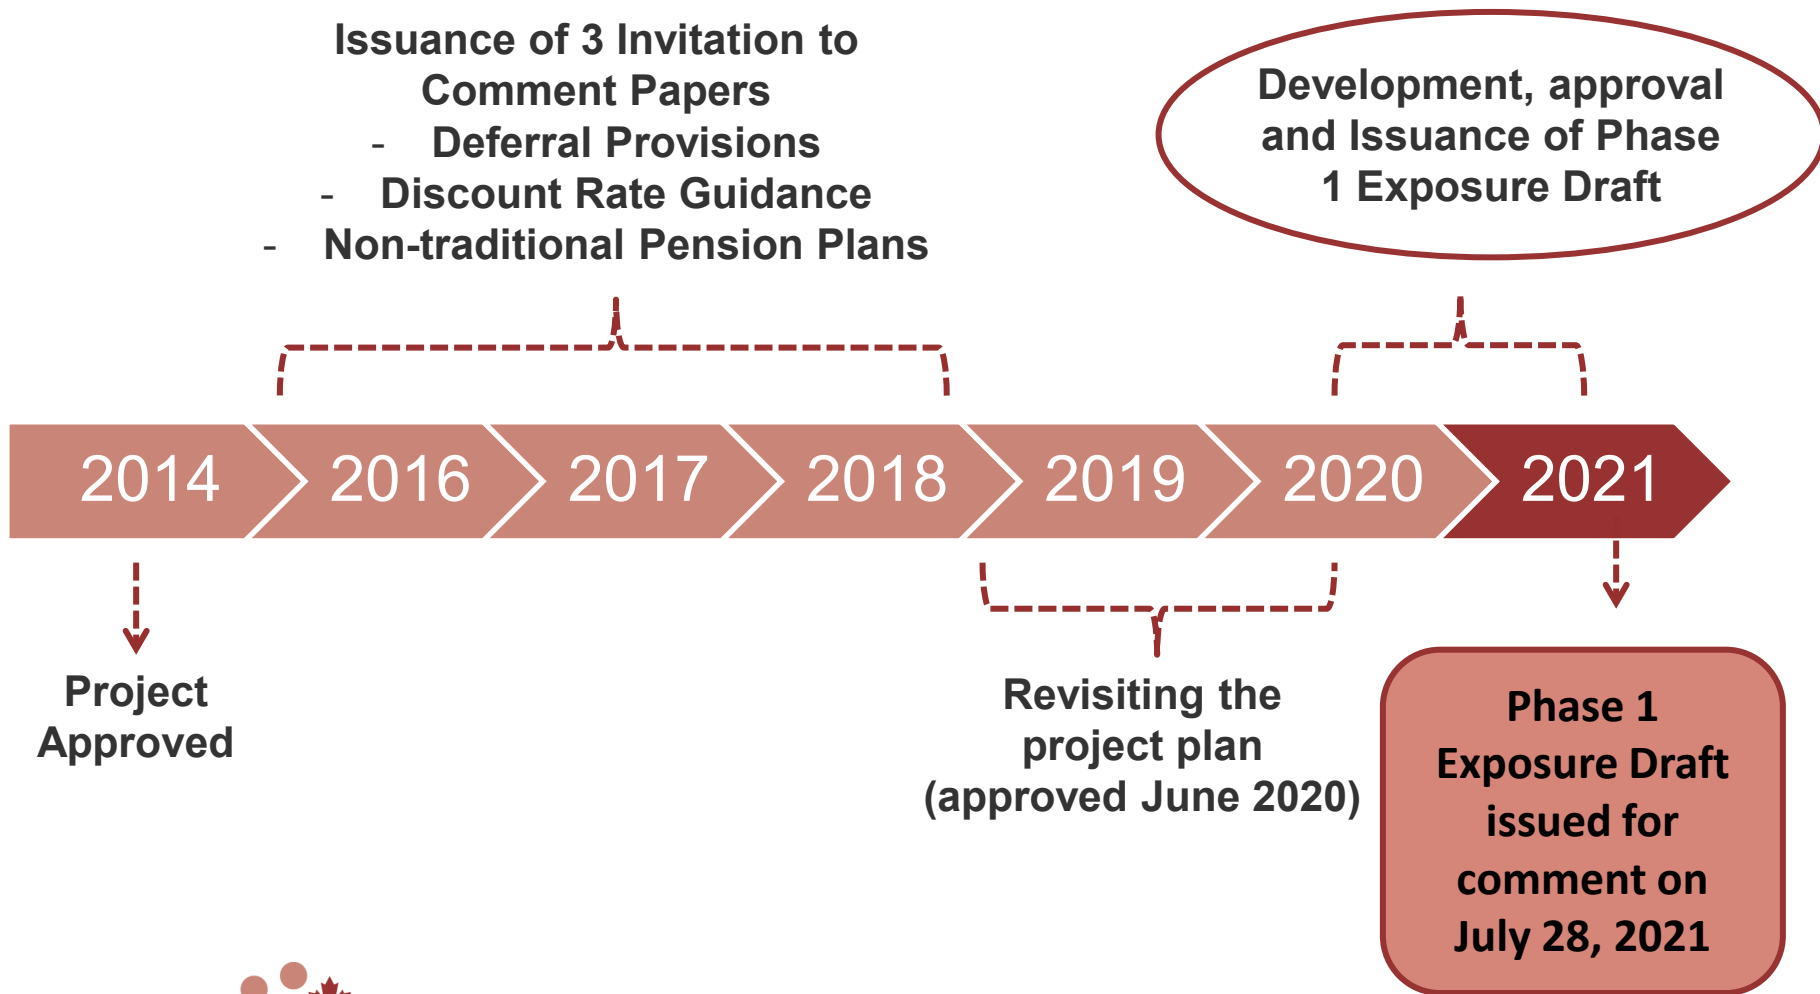 Issuance of 3 Invitation to
Comment Papers
- Deferral Provisions
- Discount Rate Guidance
- Non-traditional Pension Plans
Development, approval
and Issuance of Phase
1 Exposure Draft
2014
2016
2017
2018
2019
2020
2021
Project
Approved
Revisiting the
project plan
(approved June 2020)
Phase 1
Exposure Draft
issued for
comment on
July 28, 2021